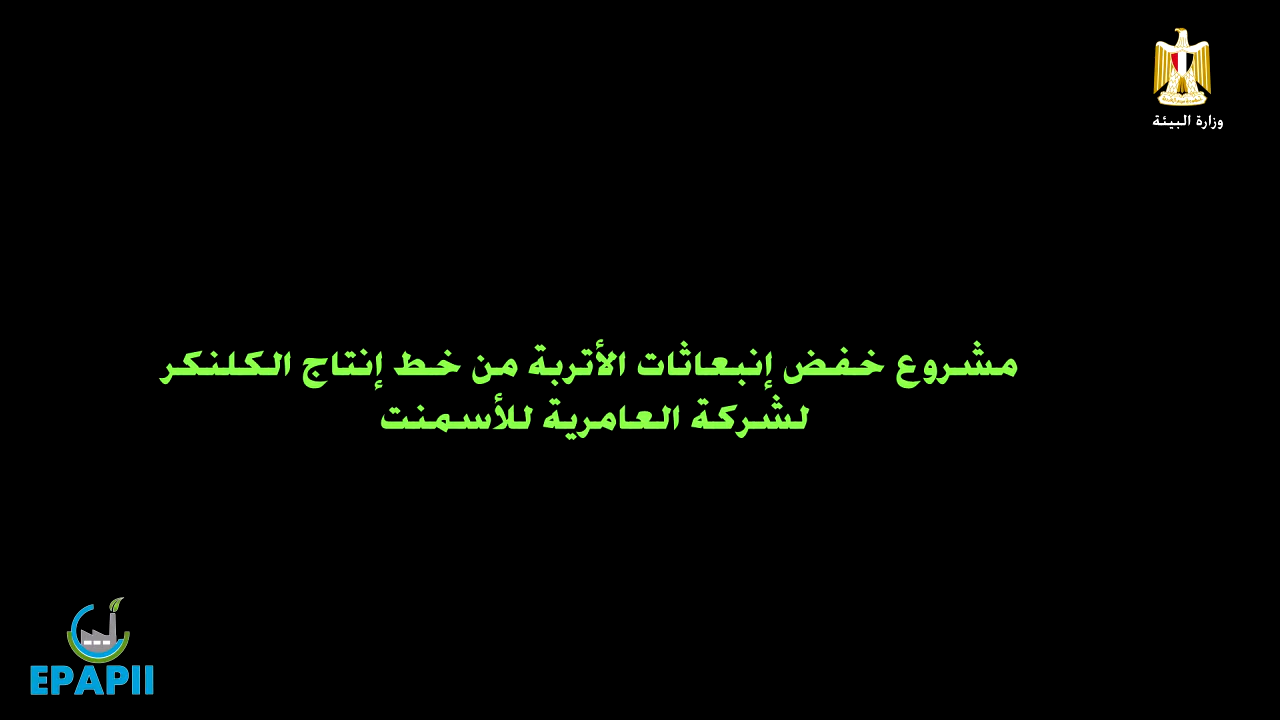 وزارة البيئة
مشروع خفض إنبعاثات الأتربة من خط إنتاج الكلنكر
لشركة العامرية للأسمنت
EPAPII